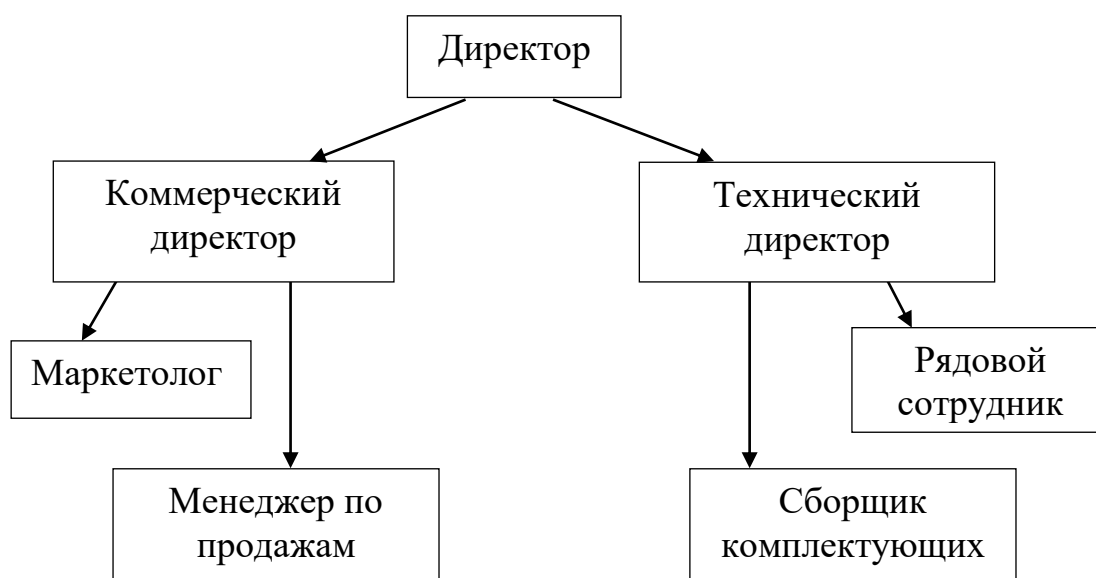 Директор
Коммерческий
директор
Технический
директор
Маркетолог
Рядовой
сотрудник
Менеджер по
продажам
Сборщик
комплектующих